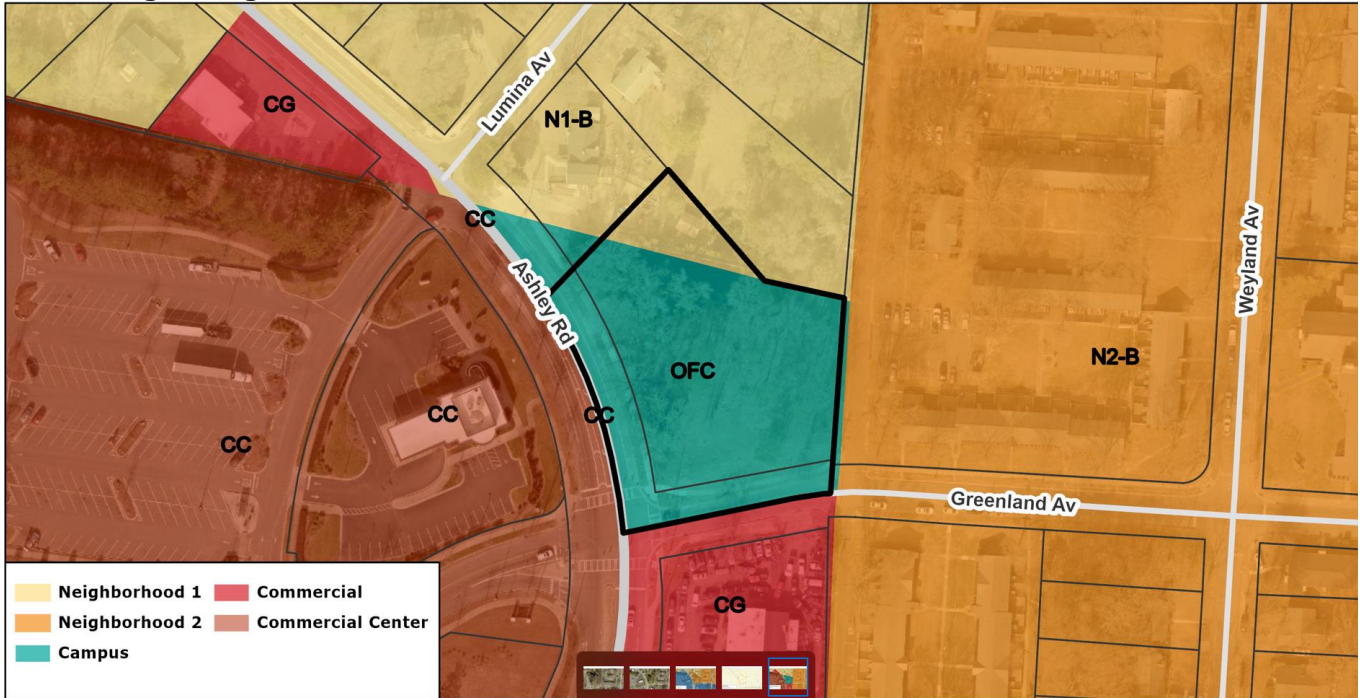 CG
Lumina Av
N1-B
CC
Ashley Rd
OFC
CC
CC
CC
N2-B
Weyland Av
Greenland Av
CG
Neighborhood 1
Commercial
Neighborhood 2
Commercial Center
Campus